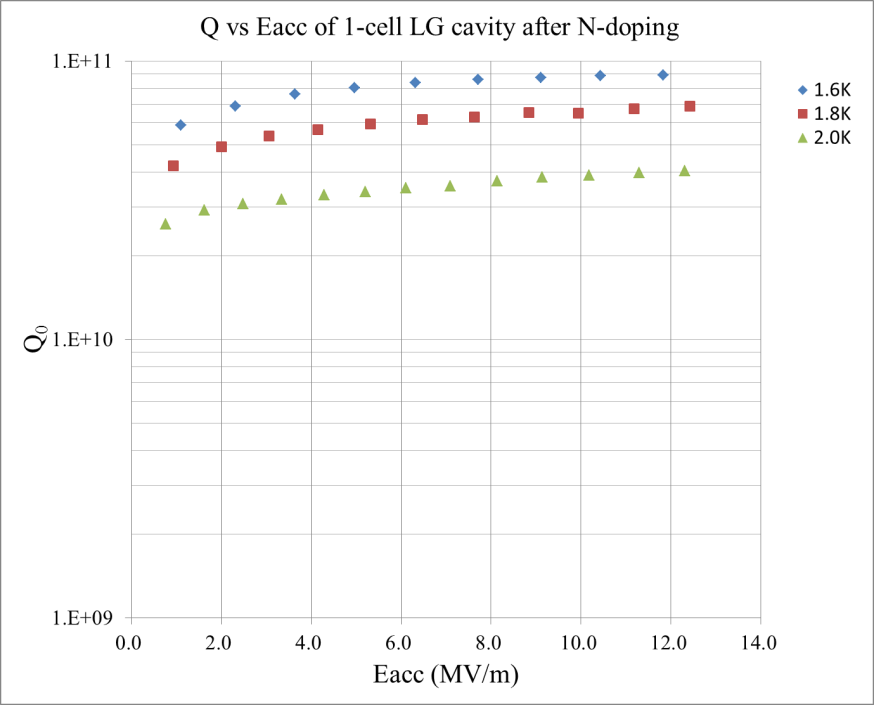 Q vs Eacc of 1-cell LG cavity after N-doping
1.E+11
1.6K
1.8K
2.0K
Q₀
1.E+10
1.E+09
0.0 2.0 4.0 6.0 8.0 10.0 12.0 14.0
Eacc (MV/m)